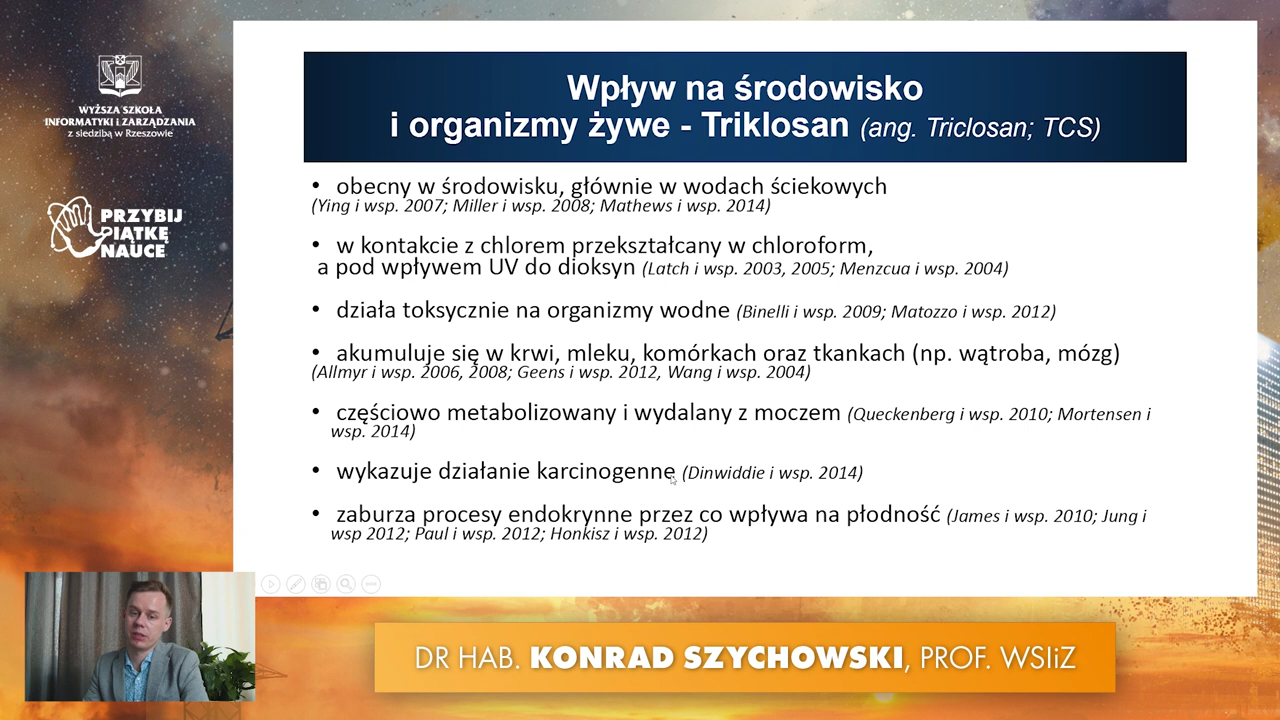 WYŻSZA SZKOŁA
INFORMATYKI i ZARZĄDZANIA
z siedzibą w Rzeszowie
PRZYBIJ
PIĄTKĘ
NAUCE
Wpływ na środowisko
i organizmy żywe - Triklosan (ang. Triclosan; TCS)
• obecny w środowisku, głównie w wodach ściekowych
(Ying i wsp. 2007; Miller i wsp. 2008; Mathews i wsp. 2014)
• w kontakcie z chlorem przekształcany w chloroform,
a pod wpływem UV do dioksyn (Latch i wsp. 2003, 2005; Menzcua i wsp. 2004)
• działa toksycznie na organizmy wodne (Binelli i wsp. 2009; Matozzo i wsp. 2012)
• akumuluje się w krwi, mleku, komórkach oraz tkankach (np. wątroba, mózg)
(Allmyr i wsp. 2006, 2008; Geens i wsp. 2012, Wang i wsp. 2004)
• częściowo metabolizowany i wydalany z moczem (Queckenberg i wsp. 2010; Mortensen i
wsp. 2014)
• wykazuje działanie karcinogenne (Dinwiddie i wsp. 2014)
• zaburza procesy endokrynne przez co wpływa na płodność (James i wsp. 2010; Jung i
wsp 2012; Paul i wsp. 2012; Honkisz i wsp. 2012)
DR HAB. KONRAD SZYCHOWSKI, PROF. WSIiZ